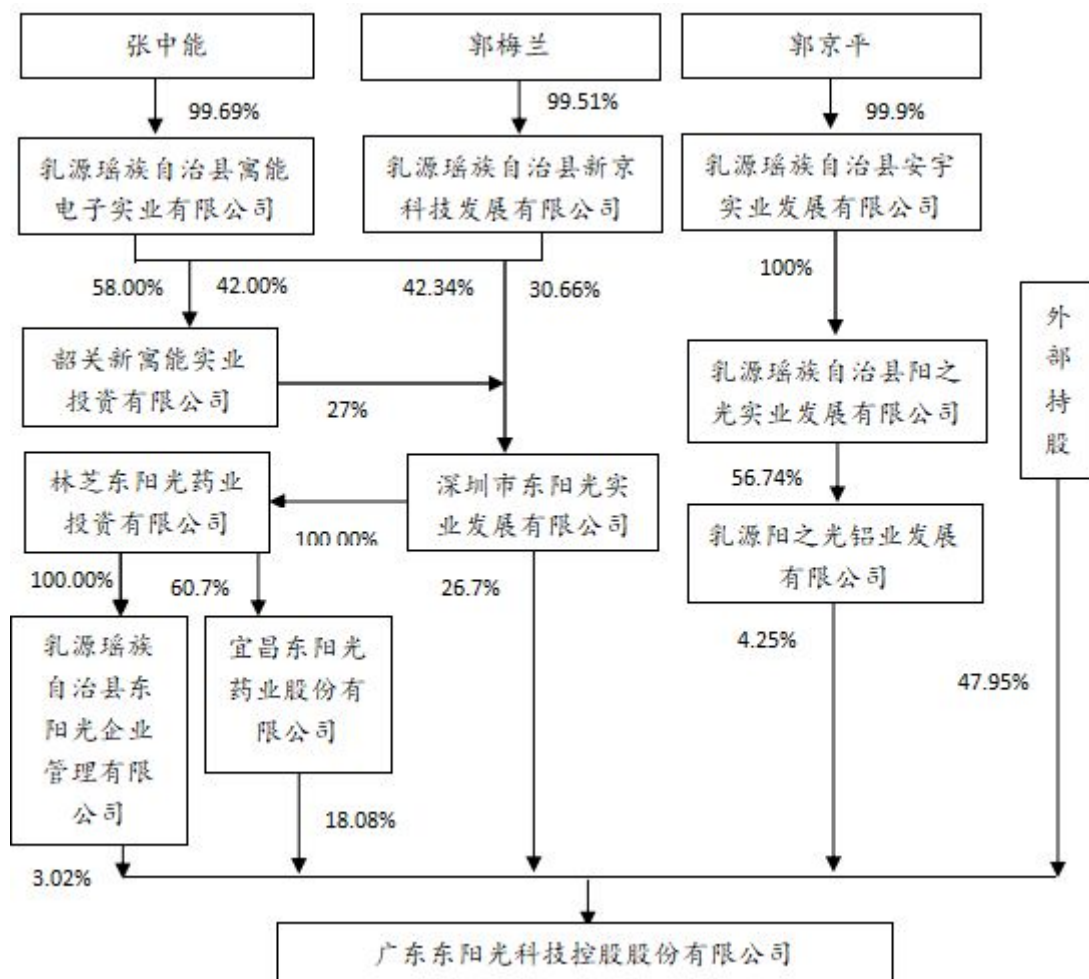 张中能
郭梅兰
郭京平
99.69%
99.51%
99.9%
乳源瑶族自治县寓能
电子实业有限公司
乳源瑶族自治县新京
科技发展有限公司
乳源瑶族自治县安宇
实业发展有限公司
58.00%
42.00%
42.34%
30.66%
100%
外
部
持
股
韶关新寓能实业
投资有限公司
27%
乳源瑶族自治县阳之
光实业发展有限公司
林芝东阳光药业
投资有限公司
100.00%
深圳市东阳光实
业发展有限公司
56.74%
乳源阳之光铝业发展
有限公司
100.00%
60.7%
26.7%
4.25%
47.95%
乳源瑶族
自治县东
阳光企业
管理有限
公司
宜昌东阳光
药业股份有
限公司
3.02%
18.08%
广东东阳光科技控股股份有限公司